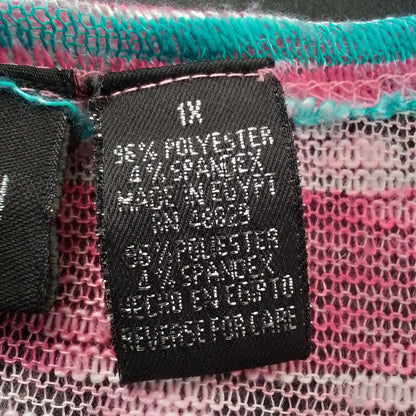 1X
96% POLYESTER
4% SPANDEX
MADE IN EGYPT
RN 48829
96% POLYESTER
4% SPANDEX
HECHO EN EGIPTO
REVERSE FOR CARE